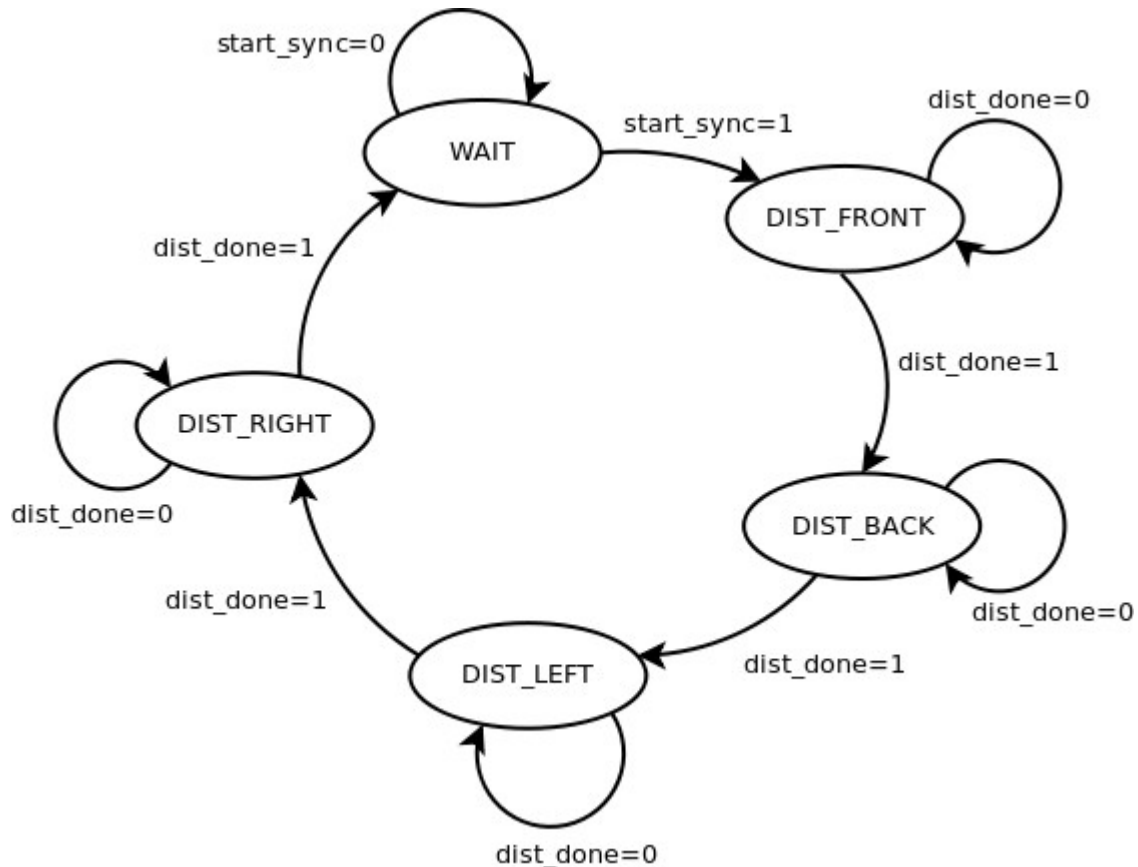 start_sync=0
WAIT
start_sync=1
dist_done=0
DIST_FRONT
dist_done=1
dist_done=1
DIST_RIGHT
dist_done=0
DIST_BACK
dist_done=0
dist_done=1
dist_done=1
DIST_LEFT
dist_done=0